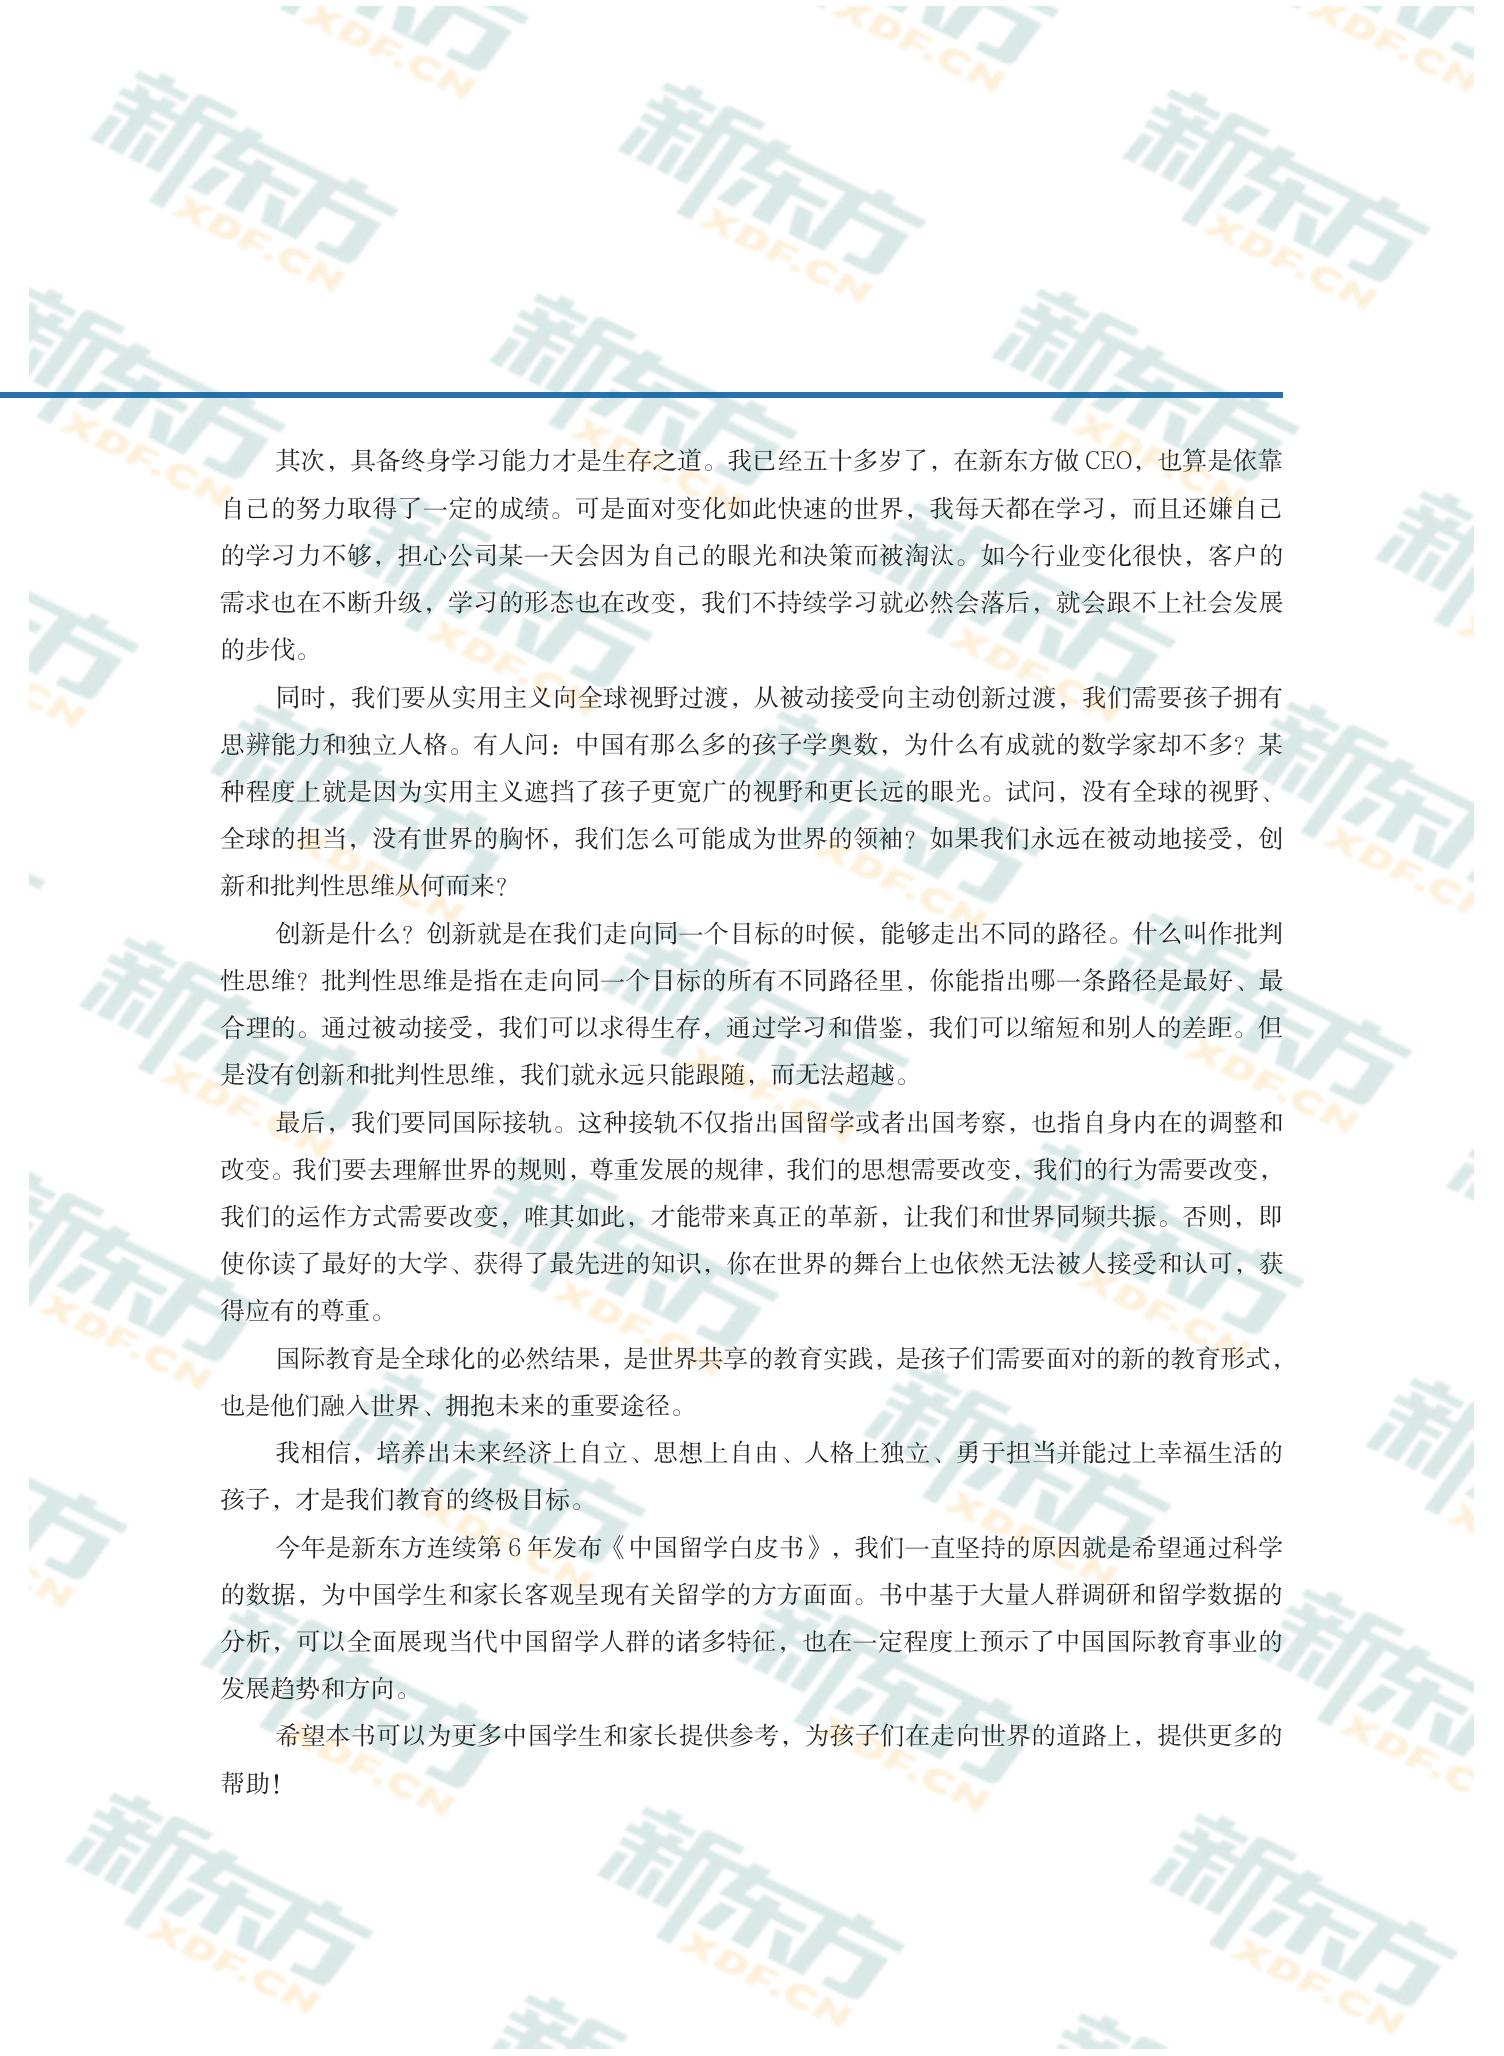 其次，具备终身学习能力才是生存之道。我已经五十多岁了，在新东方做 CEO，也算是依靠
自己的努力取得了一定的成绩。可是面对变化如此快速的世界，我每天都在学习，而且还嫌自己
的学习力不够，担心公司某一天会因为自己的眼光和决策而被淘汰。如今行业变化很快，客户的
需求也在不断升级，学习的形态也在改变，我们不持续学习就必然会落后，就会跟不上社会发展
的步伐。
同时，我们要从实用主义向全球视野过渡，从被动接受向主动创新过渡，我们需要孩子拥有
思辨能力和独立人格。有人问：中国有那么多的孩子学奥数，为什么有成就的数学家却不多？某
种程度上就是因为实用主义遮挡了孩子更宽广的视野和更长远的眼光。试问，没有全球的视野、
全球的担当，没有世界的胸怀，我们怎么可能成为世界的领袖？如果我们永远在被动地接受，创
新和批判性思维从何而来？
创新是什么？创新就是在我们走向同一个目标的时候，能够走出不同的路径。什么叫作批判
性思维？批判性思维是指在走向同一个目标的所有不同路径里，你能指出哪一条路径是最好、最
合理的。通过被动接受，我们可以求得生存，通过学习和借鉴，我们可以缩短和别人的差距。但
是没有创新和批判性思维，我们就永远只能跟随，而无法超越。
最后，我们要同国际接轨。这种接轨不仅指出国留学或者出国考察，也指自身内在的调整和
改变。我们要去理解世界的规则，尊重发展的规律，我们的思想需要改变，我们的行为需要改变，
我们的运作方式需要改变，唯其如此，才能带来真正的革新，让我们和世界同频共振。否则，即
使你读了最好的大学、获得了最先进的知识，你在世界的舞台上也依然无法被人接受和认可，获
得应有的尊重。
国际教育是全球化的必然结果，是世界共享的教育实践，是孩子们需要面对的新的教育形式，
也是他们融入世界、拥抱未来的重要途径。
我相信，培养出未来经济上自立、思想上自由、人格上独立、勇于担当并能过上幸福生活的
孩子，才是我们教育的终极目标。
今年是新东方连续第 6 年发布《中国留学白皮书》，我们一直坚持的原因就是希望通过科学
的数据，为中国学生和家长客观呈现有关留学的方方面面。书中基于大量人群调研和留学数据的
分析，可以全面展现当代中国留学人群的诸多特征，也在一定程度上预示了中国国际教育事业的
发展趋势和方向。
希望本书可以为更多中国学生和家长提供参考，为孩子们在走向世界的道路上，提供更多的
帮助！
新东方
XDF.CN